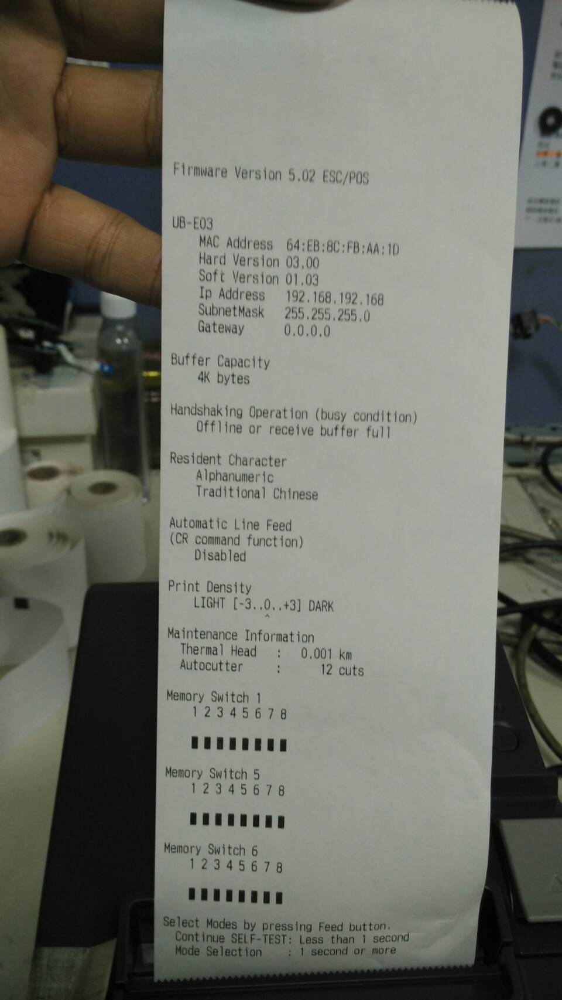 Firmware Version 5.02 ESC/POS
UB-E03
MAC Address 64:EB:8C:FB:AA:1D
Hard Version 03.00
Soft Version 01.03
Ip Address 192.168.192.168
SubnetMask 255.255.255.0
Gateway 0.0.0.0
Buffer Capacity
4K bytes
Handshaking Operation (busy condition)
Offline or receive buffer full
Resident Character
Alphanumeric
Traditional Chinese
Automatic Line Feed
(CR command function)
Disabled
Print Density
LIGHT [-3..0..+3] DARK
^
Maintenance Information
Thermal Head : 0.001 km
Autocutter : 12 cuts
Memory Switch 1
1 2 3 4 5 6 7 8
Memory Switch 5
1 2 3 4 5 6 7 8
Memory Switch 6
1 2 3 4 5 6 7 8
Select Modes by pressing Feed button.
Continue SELF-TEST: Less than 1 second
Mode Selection : 1 second or more